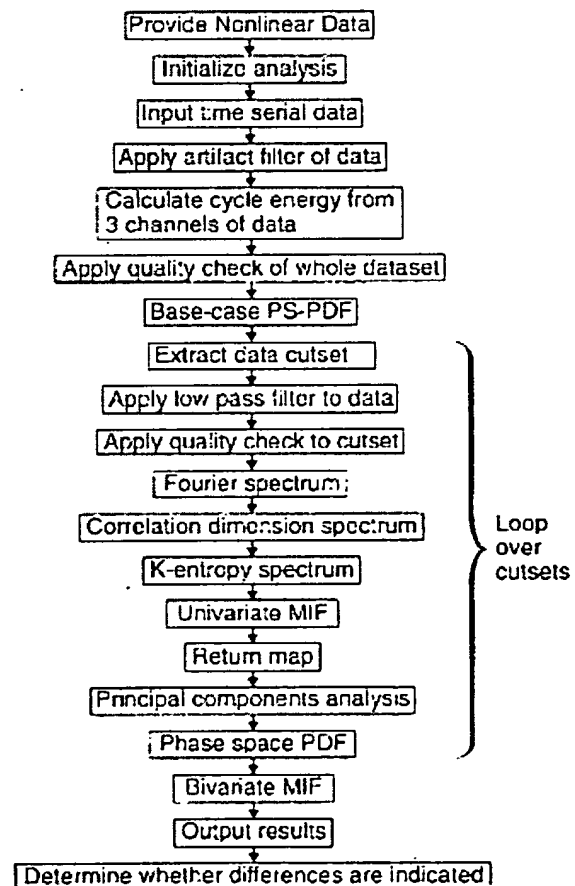 Provide Nonlinear Data
Initialize analysis
Input time serial data
Apply artifact filter of data
Calculate cycle energy from
3 channels of data
Apply quality check of whole dataset
Base-case PS-PDF
Extract data cutset
Apply low pass filter to data
Apply quality check to cutset
Fourier spectrum
Correlation dimension spectrum
K-entropy spectrum
Univariate MIF
Return map
Principal components analysis
Phase space PDF
Loop
over
cutsets
Bivariate MIF
Output results
Determine whether differences are indicated